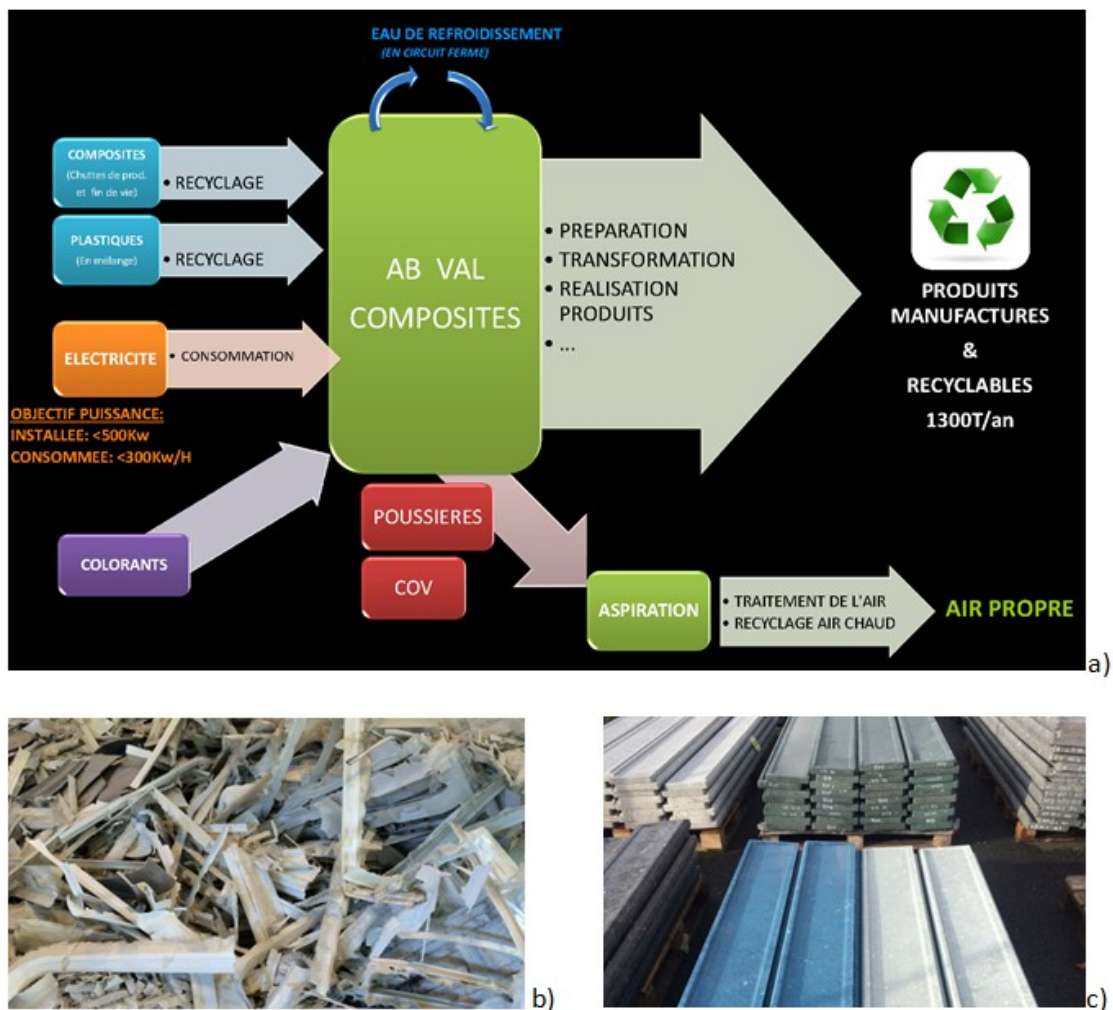 EAU DE REFROIDISSEMENT
(EN CIRCUIT FERME)
COMPOSITES
(Chuttes de prod.
et fin de vie)
• RECYCLAGE
PLASTIQUES
(En mélange)
• RECYCLAGE
ELECTRICITE
• CONSOMMATION
OBJECTIF PUISSANCE:
INSTALLEE: <500Kw
CONSOMMEE: <300Kw/H
COLORANTS
AB VAL
COMPOSITES
• PREPARATION
• TRANSFORMATION
• REALISATION
PRODUITS
• ...
PRODUITS
MANUFACTURES
&
RECYCLABLES
1300T/an
POUSSIERES
COV
ASPIRATION
• TRAITEMENT DE L'AIR
• RECYCLAGE AIR CHAUD
AIR PROPRE
a)
b)
c)